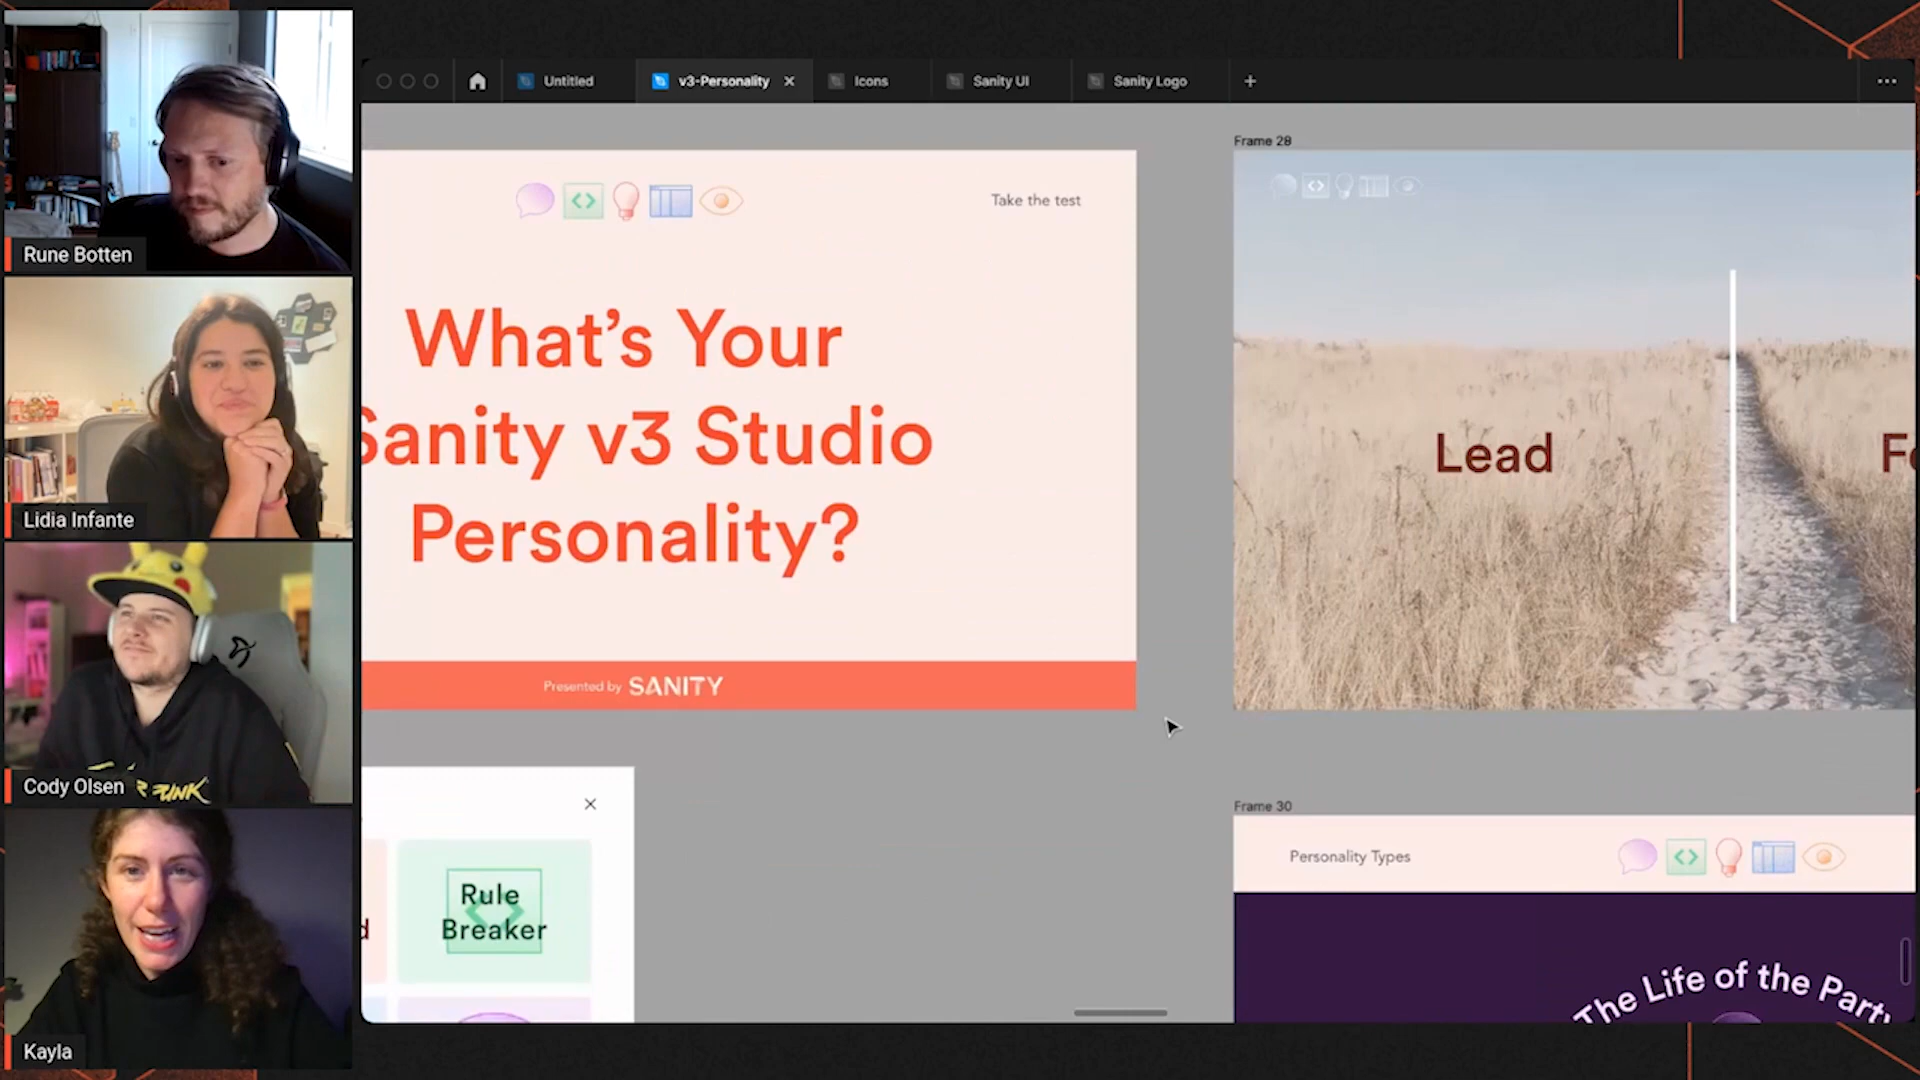 Rune Botten
Lidia Infante
Cody Olsen
Kayla
Untitled
v3-Personality
Icons
Sanity UI
Sanity Logo
Take the test
What's Your
Sanity v3 Studio
Personality?
Presented by SANITY
Rule
Breaker
Frame 28
Lead
Frame 30
Personality Types
The Life of the Party